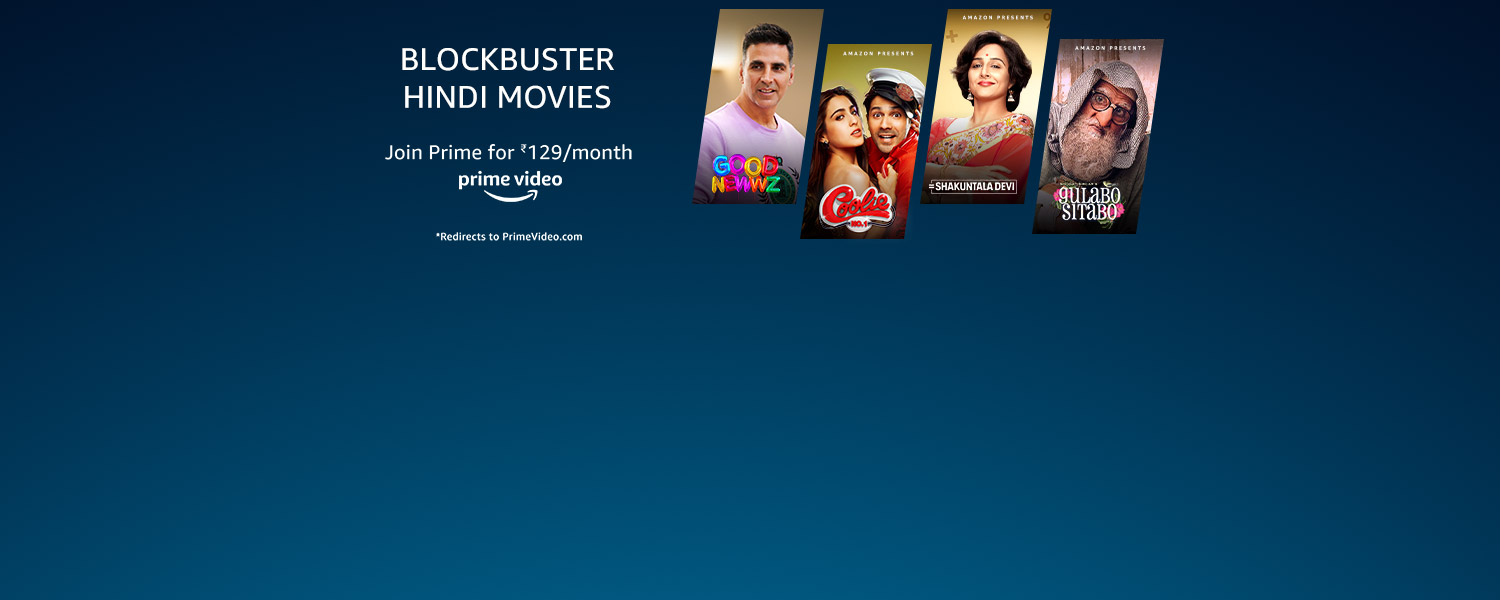 BLOCKBUSTER
HINDI MOVIES
Join Prime for ₹129/month
prime video
*Redirects to PrimeVideo.com
GOOD
NEWWZ
AMAZON PRESENTS
Coolie
NO.1
AMAZON PRESENTS
SHAKUNTALA DEVI
AMAZON PRESENTS
GULABO
SITABO